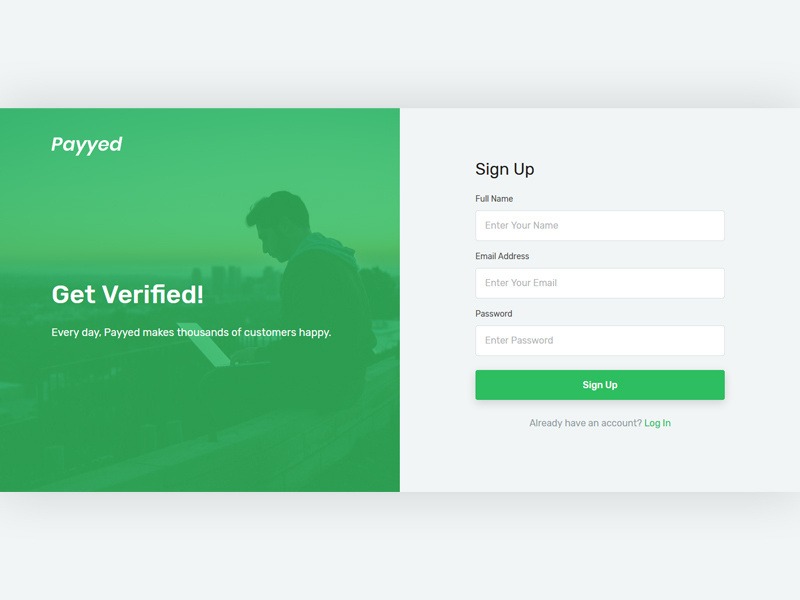 Payyed
Get Verified!
Every day, Payyed makes thousands of customers happy.
Sign Up
Full Name
Enter Your Name
Email Address
Enter Your Email
Password
Enter Password
Sign Up
Already have an account? Log In